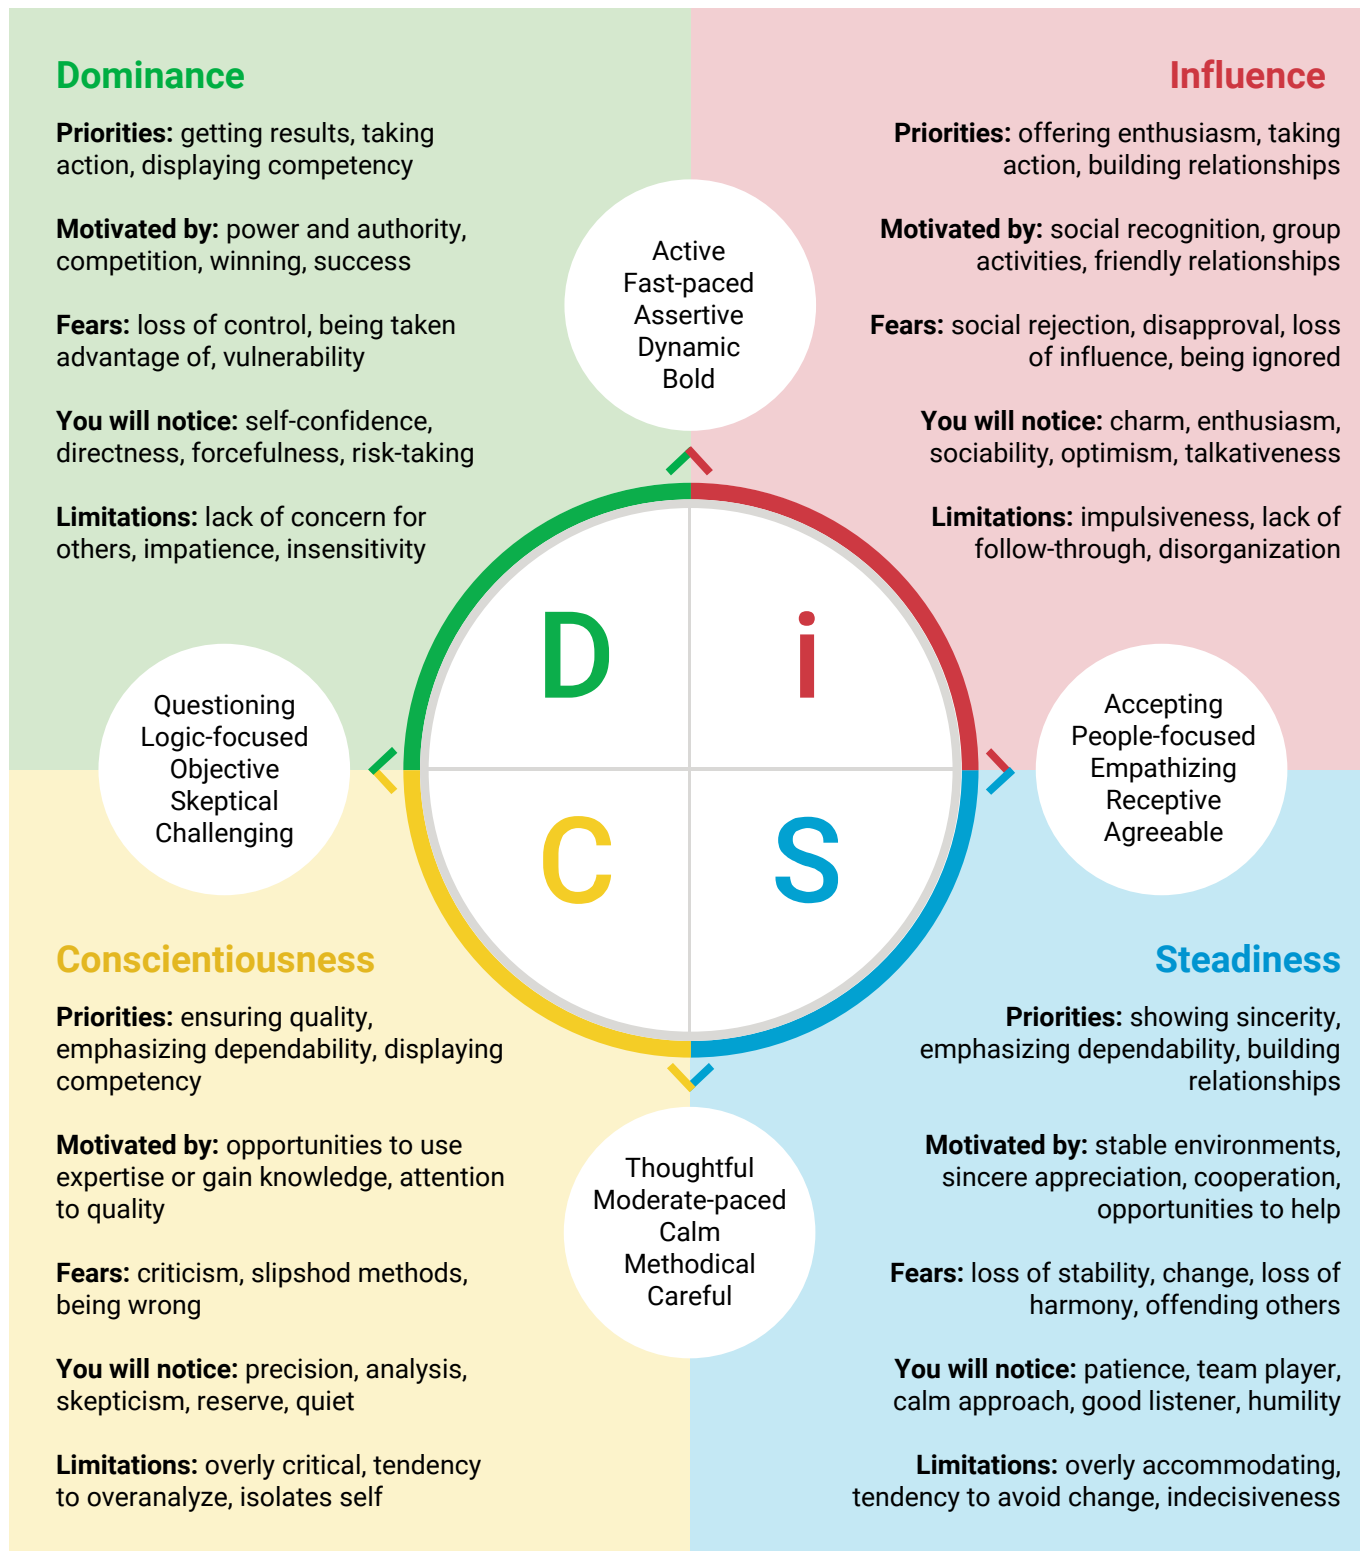 Dominance
Priorities: getting results, taking
action, displaying competency
Motivated by: power and authority,
competition, winning, success
Fears: loss of control, being taken
advantage of, vulnerability
You will notice: self-confidence,
directness, forcefulness, risk-taking
Limitations: lack of concern for
others, impatience, insensitivity
Influence
Priorities: offering enthusiasm, taking
action, building relationships
Motivated by: social recognition, group
activities, friendly relationships
Fears: social rejection, disapproval, loss
of influence, being ignored
You will notice: charm, enthusiasm,
sociability, optimism, talkativeness
Limitations: impulsiveness, lack of
follow-through, disorganization
Active
Fast-paced
Assertive
Dynamic
Bold
D
i
C
S
Questioning
Logic-focused
Objective
Skeptical
Challenging
Accepting
People-focused
Empathizing
Receptive
Agreeable
Conscientiousness
Priorities: ensuring quality,
emphasizing dependability, displaying
competency
Motivated by: opportunities to use
expertise or gain knowledge, attention
to quality
Fears: criticism, slipshod methods,
being wrong
You will notice: precision, analysis,
skepticism, reserve, quiet
Limitations: overly critical, tendency
to overanalyze, isolates self
Thoughtful
Moderate-paced
Calm
Methodical
Careful
Steadiness
Priorities: showing sincerity,
emphasizing dependability, building
relationships
Motivated by: stable environments,
sincere appreciation, cooperation,
opportunities to help
Fears: loss of stability, change, loss of
harmony, offending others
You will notice: patience, team player,
calm approach, good listener, humility
Limitations: overly accommodating,
tendency to avoid change, indecisiveness